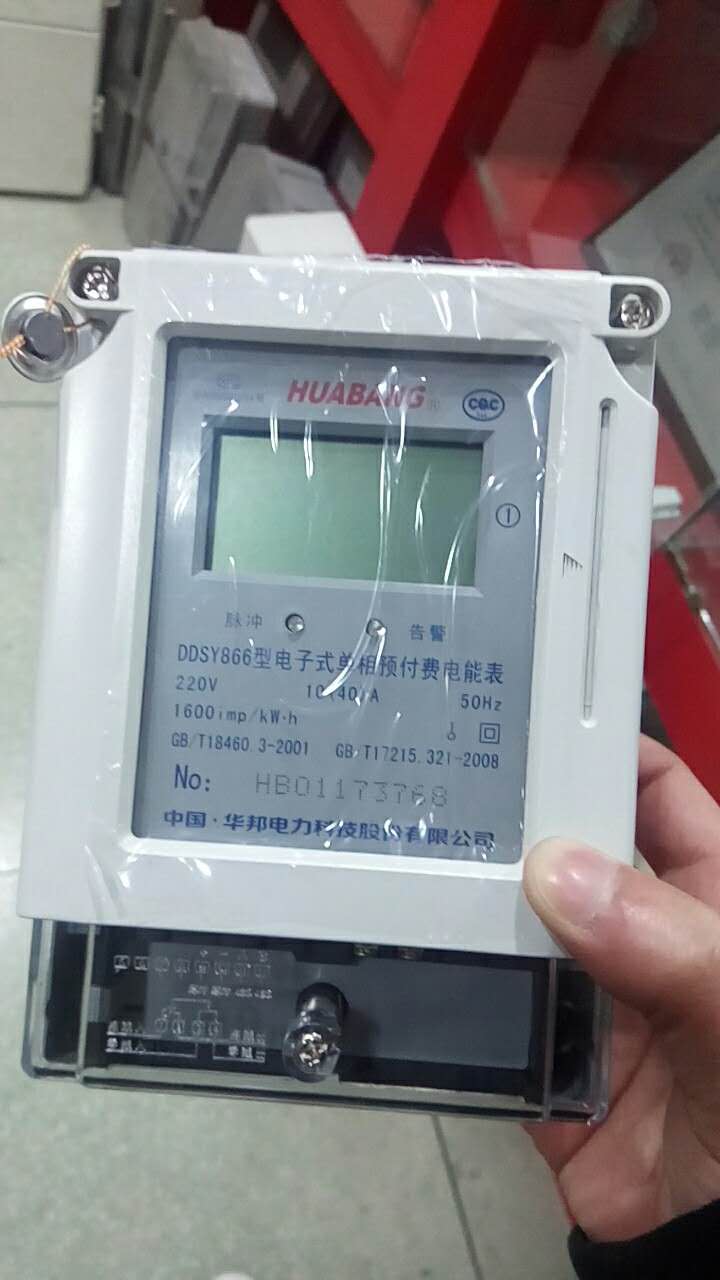 HUABANG
CQC
①
脉冲 告警
DDSY866型电子式单相预付费电能表
220V 10(40)A 50Hz
1600imp/kW·h
GB/T18460.3-2001 GB/T17215.321-2008
No: HB01173768
中国·华邦电力科技股份有限公司